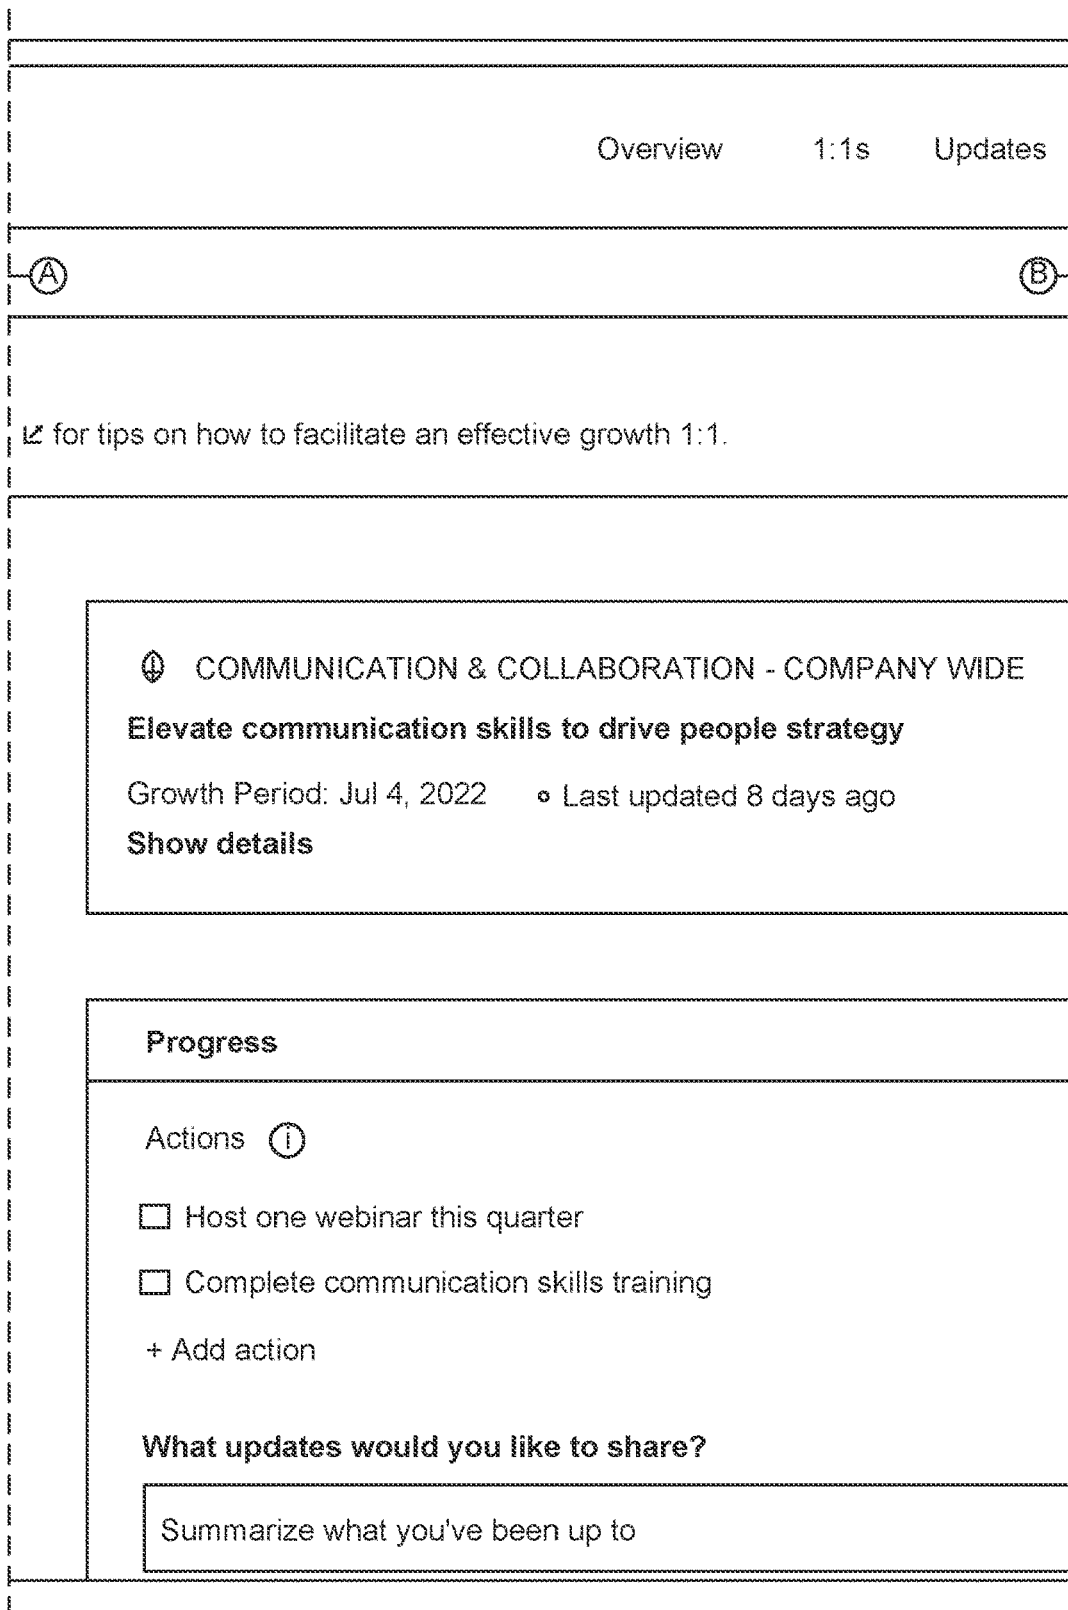 Overview 1:1s Updates
A B
for tips on how to facilitate an effective growth 1:1.
COMMUNICATION & COLLABORATION - COMPANY WIDE
Elevate communication skills to drive people strategy
Growth Period: Jul 4, 2022 Last updated 8 days ago
Show details
Progress
Actions i
Host one webinar this quarter
Complete communication skills training
+ Add action
What updates would you like to share?
Summarize what you've been up to